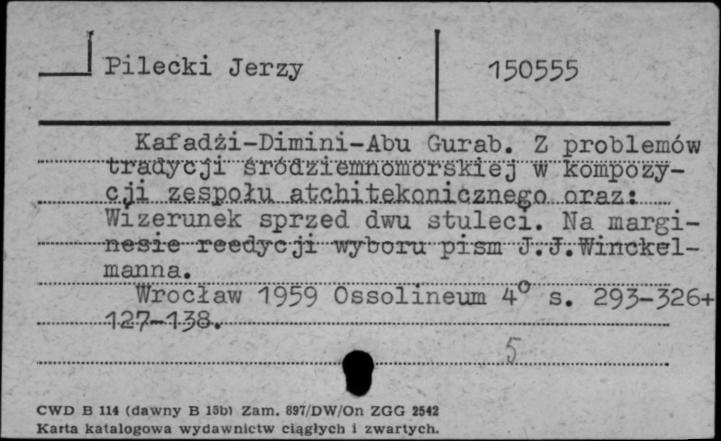 Pilecki Jerzy 150555
Kafadżi-Dimini-Abu Gurab. Z problemów
tradycji śródziemnomorskiej w kompozy-
cji zespołu atchitekonicznego oraz:
Wizerunek sprzed dwu stuleci. Na margi-
nesie reedycji wyboru pism J.J.Winckel-
manna.
Wrocław 1959 Ossolineum 4° s. 293-326+
127-138.
5
CWD B 114 (dawny B 15b) Zam. 897/DW/On ZGG 2542
Karta katalogowa wydawnictw ciągłych i zwartych.